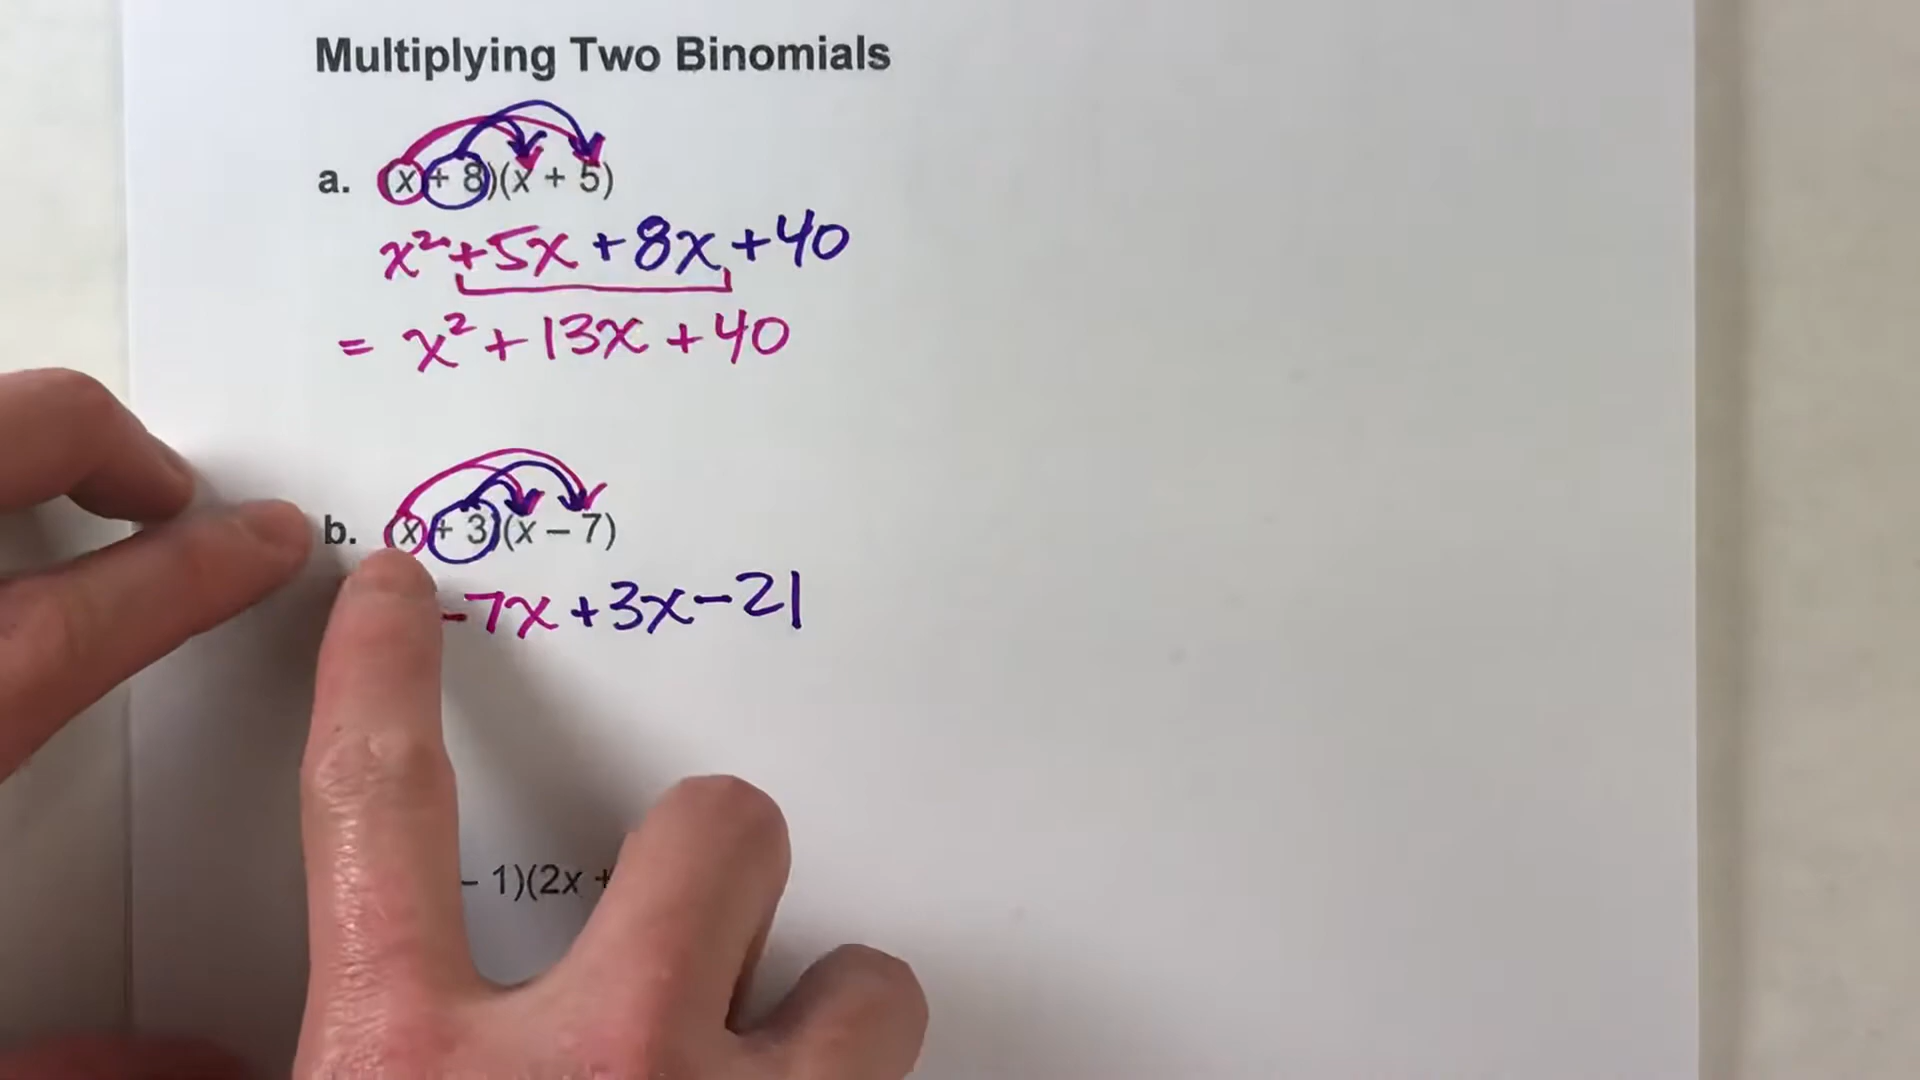 Multiplying Two Binomials
a. (x + 8)(x + 5)
x² + 5x + 8x + 40
= x² + 13x + 40
b. (x + 3)(x – 7)
- 7x + 3x - 21
– 1)(2x +